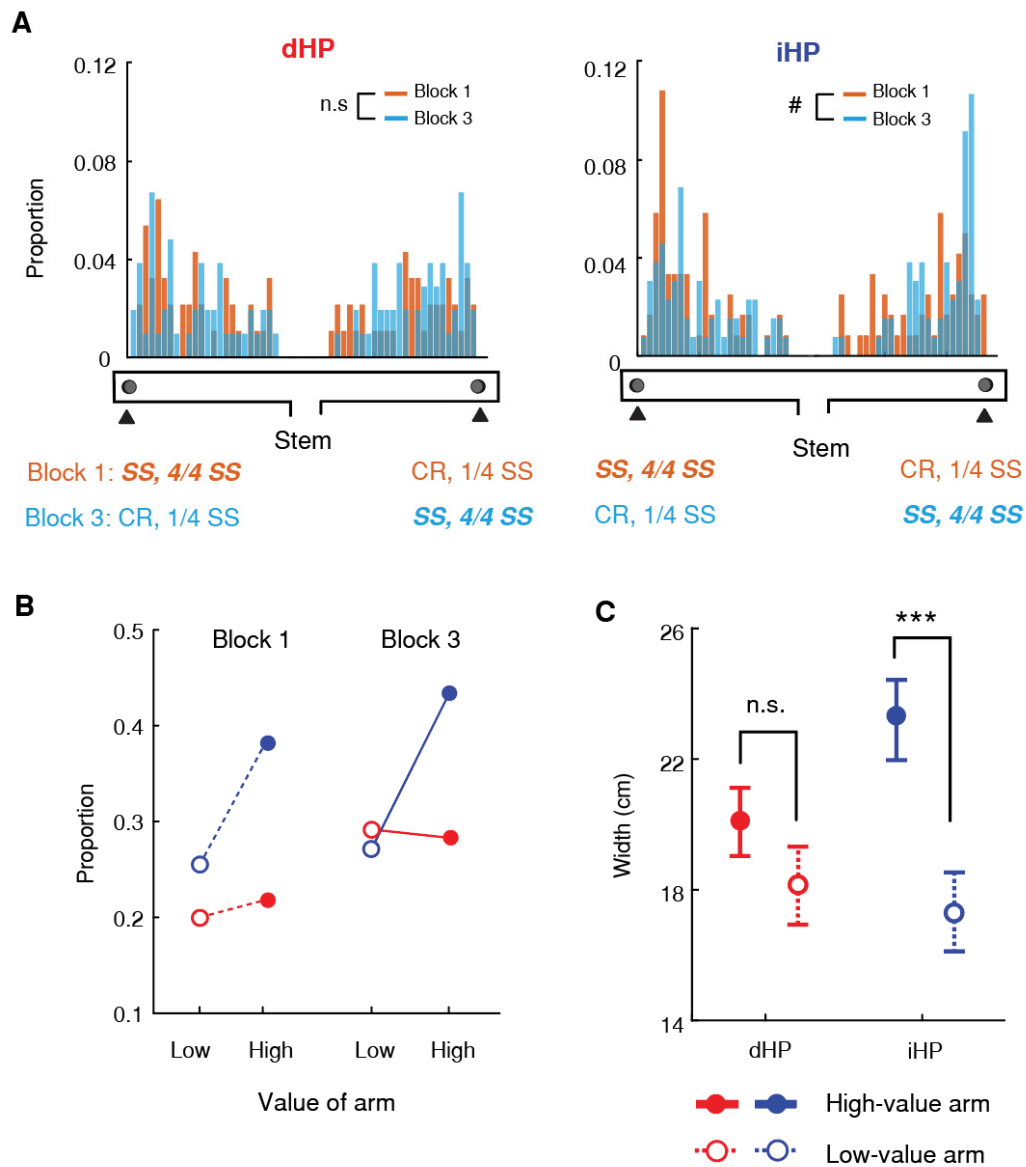 A
dHP
iHP
Proportion
0.12
0.08
0.04
0
n.s
Block 1
Block 3
0.12
0.08
0.04
0
#
Block 1
Block 3
Stem
Stem
Block 1: SS, 4/4 SS
CR, 1/4 SS
SS, 4/4 SS
CR, 1/4 SS
Block 3: CR, 1/4 SS
SS, 4/4 SS
CR, 1/4 SS
SS, 4/4 SS
B
Proportion
0.5
0.4
0.3
0.2
0.1
Block 1
Block 3
Low
High
Low
High
Value of arm
C
Width (cm)
26
22
18
14
n.s.
***
dHP
iHP
High-value arm
Low-value arm